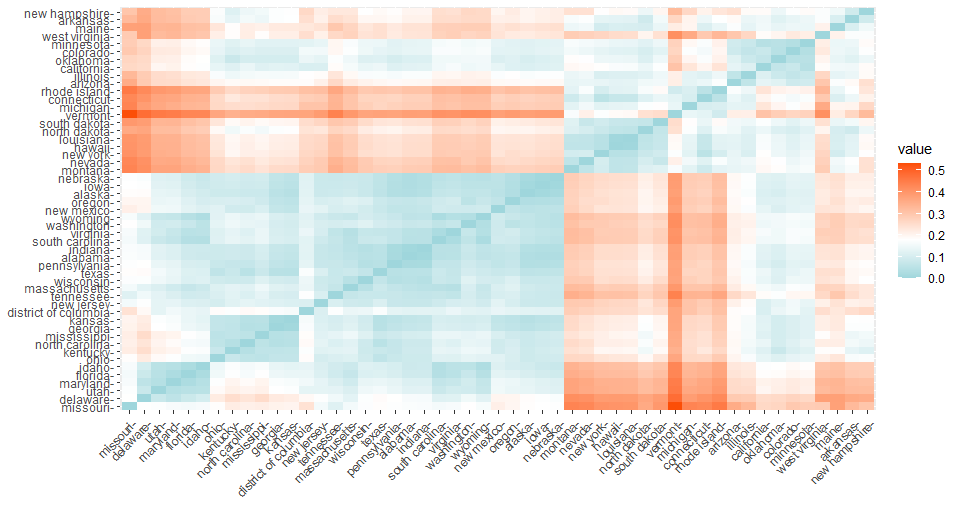 new hampshire-
arkansas-
maine-
west virginia-
minnesota-
colorado-
oklahoma-
california-
illinois-
arizona-
rhode island-
connecticut-
michigan-
vermont-
south dakota-
north dakota-
louisiana-
hawaii-
new york-
nevada-
montana-
nebraska-
iowa-
alaska-
oregon-
new mexico-
wyoming-
washington-
virginia-
south carolina-
indiana-
alabama-
pennsylvania-
texas-
wisconsin-
massachusetts-
tennessee-
new jersey-
district of columbia-
kansas-
georgia-
mississippi-
north carolina-
kentucky-
ohio-
idaho-
florida-
maryland-
utah-
delaware-
missouri-
missouri-
delaware-
utah-
maryland-
florida-
idaho-
ohio-
kentucky-
north carolina-
mississippi-
georgia-
kansas-
district of columbia-
new jersey-
tennessee-
massachusetts-
wisconsin-
texas-
pennsylvania-
alabama-
indiana-
south carolina-
virginia-
washington-
wyoming-
new mexico-
oregon-
alaska-
iowa-
nebraska-
montana-
nevada-
new york-
hawaii-
louisiana-
north dakota-
south dakota-
vermont-
michigan-
connecticut-
rhode island-
arizona-
illinois-
california-
oklahoma-
colorado-
minnesota-
west virginia-
maine-
arkansas-
new hampshire-
value
0.5
0.4
0.3
0.2
0.1
0.0